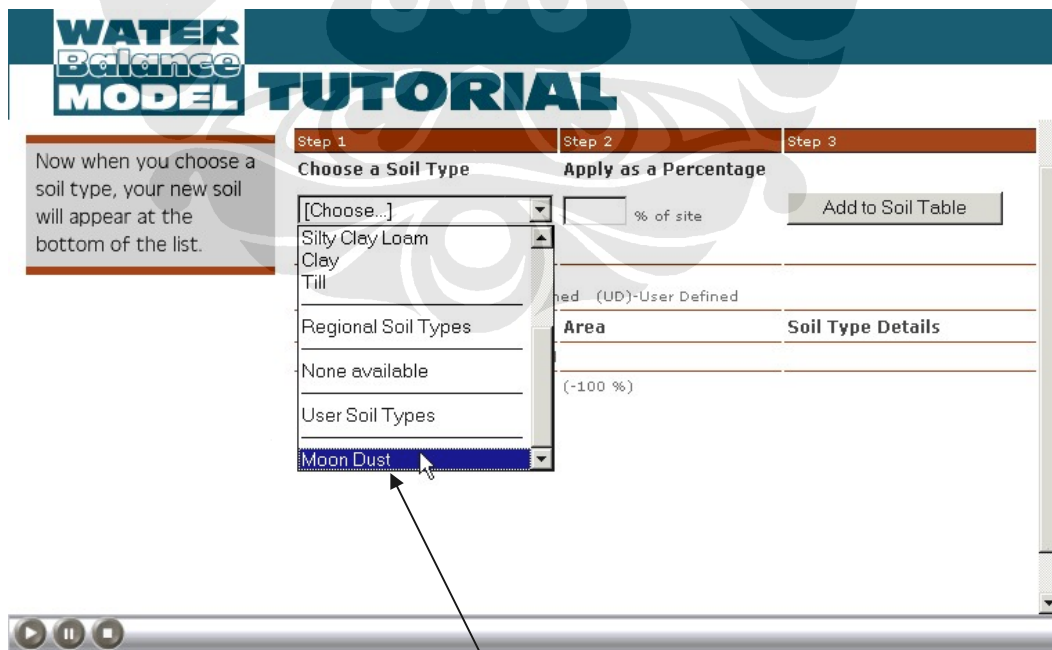 WATER
Balance
MODEL TUTORIAL
Now when you choose a
soil type, your new soil
will appear at the
bottom of the list.
Step 1 Step 2 Step 3
Choose a Soil Type Apply as a Percentage
[Choose...] % of site Add to Soil Table
Silty Clay Loam
Clay
Till
(UD)-User Defined
Regional Soil Types Area Soil Type Details
None available
(-100 %)
User Soil Types
Moon Dust